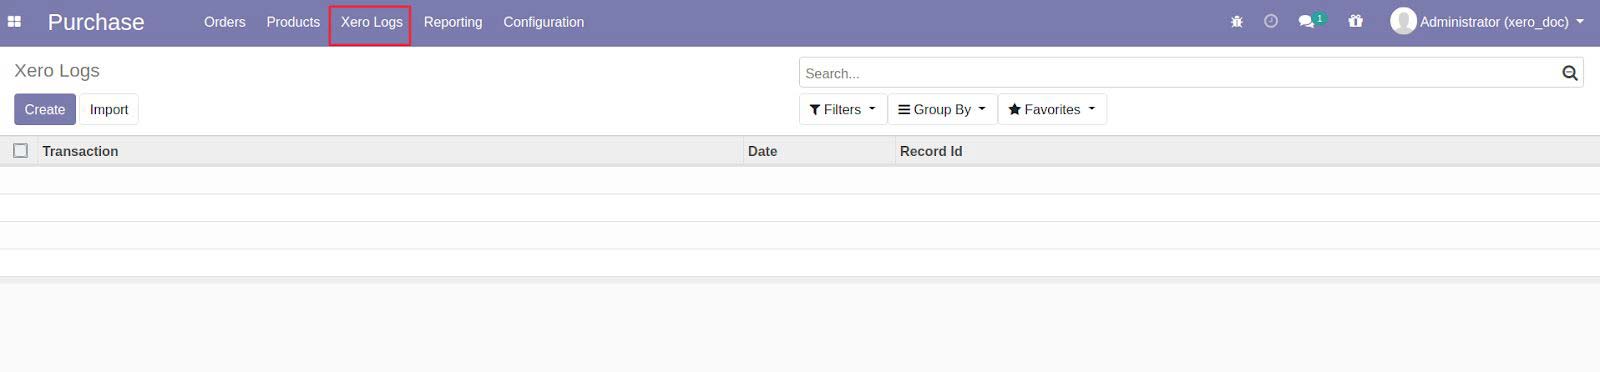 Purchase Orders Products Xero Logs Reporting Configuration 1 Administrator (xero_doc)
Xero Logs
Search...
Create Import Filters Group By Favorites
Transaction Date Record Id